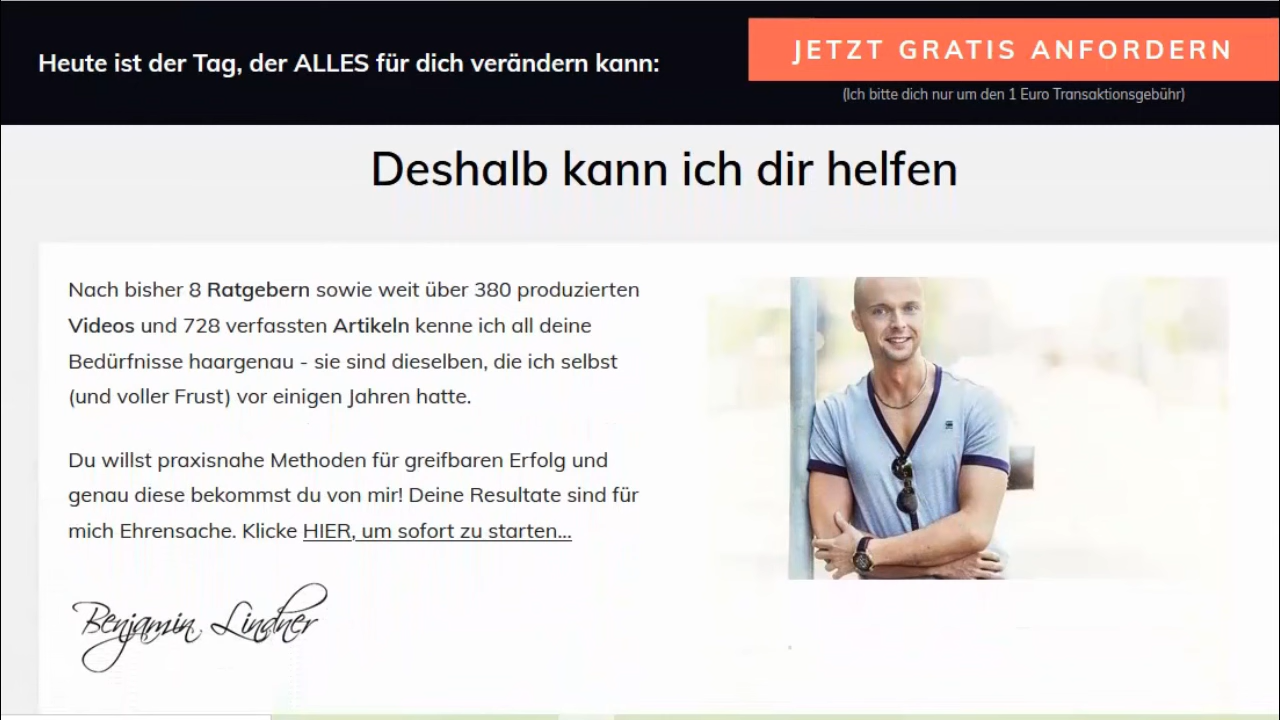 Heute ist der Tag, der ALLES für dich verändern kann:
JETZT GRATIS ANFORDERN
(Ich bitte dich nur um den 1 Euro Transaktionsgebühr)
Deshalb kann ich dir helfen
Nach bisher 8 Ratgebern sowie weit über 380 produzierten
Videos und 728 verfassten Artikeln kenne ich all deine
Bedürfnisse haargenau - sie sind dieselben, die ich selbst
(und voller Frust) vor einigen Jahren hatte.
Du willst praxisnahe Methoden für greifbaren Erfolg und
genau diese bekommst du von mir! Deine Resultate sind für
mich Ehrensache. Klicke HIER, um sofort zu starten...
Benjamin Lindner